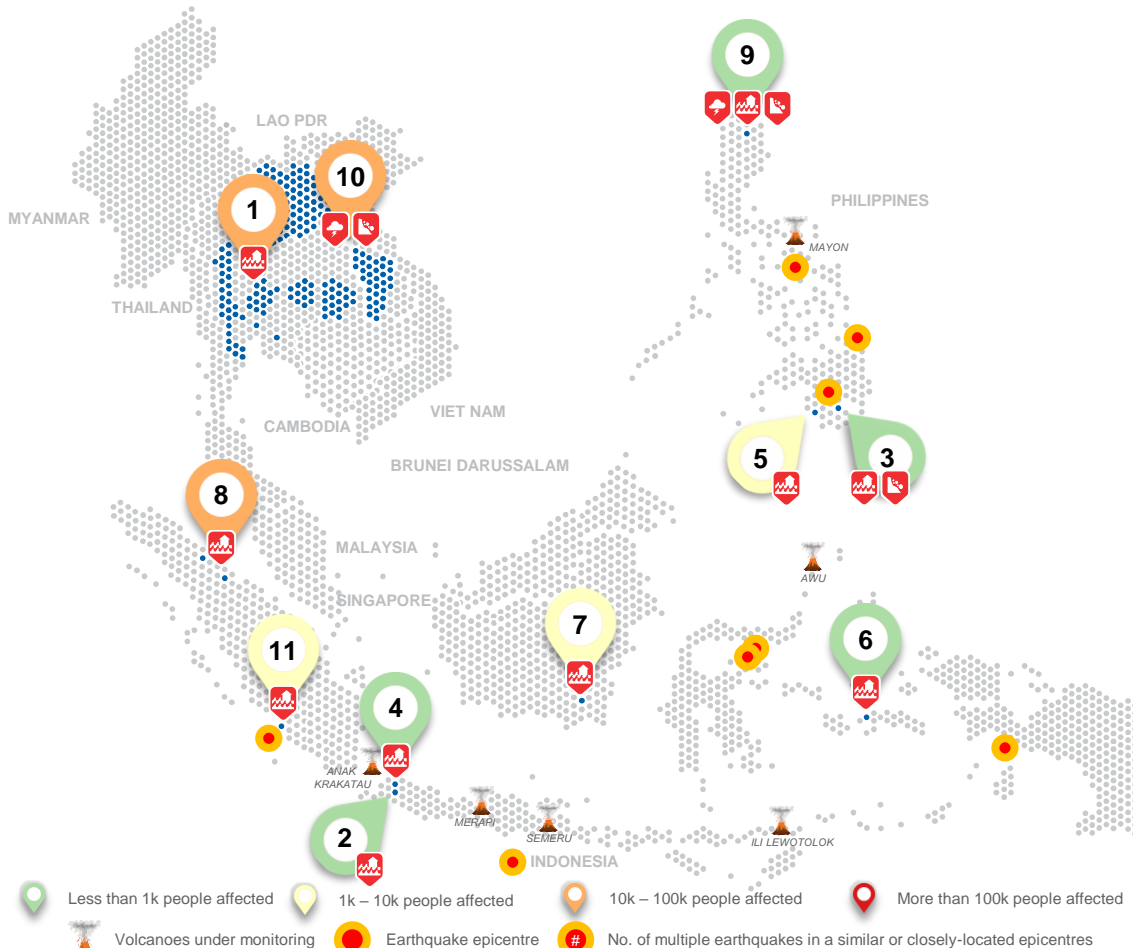 9
LAO PDR
10
1
MYANMAR
PHILIPPINES
MAYON
THAILAND
VIET NAM
CAMBODIA
BRUNEI DARUSSALAM
5
3
8
MALAYSIA
AWU
SINGAPORE
7
6
11
4
ANAK
KRAKATAU
MERAPI
SEMERU
ILI LEWOTOLOK
2
INDONESIA
Less than 1k people affected
1k – 10k people affected
10k – 100k people affected
More than 100k people affected
Volcanoes under monitoring
Earthquake epicentre
#
No. of multiple earthquakes in a similar or closely-located epicentres